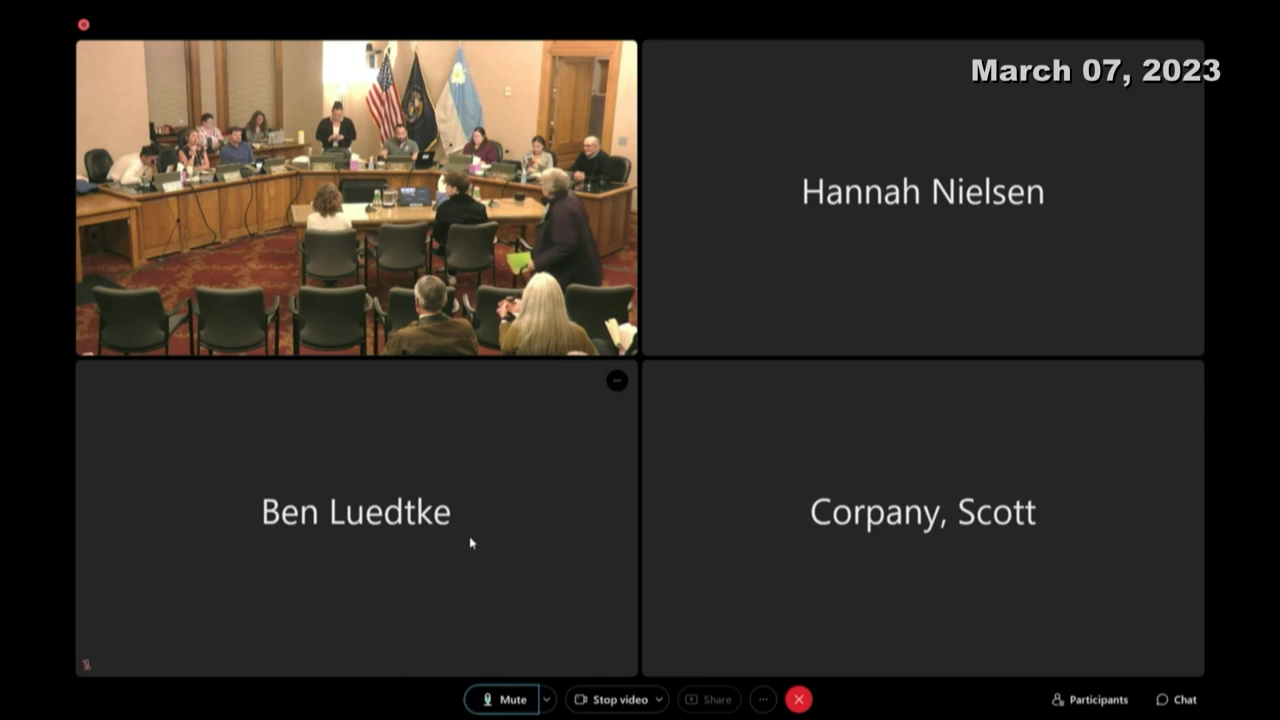 March 07, 2023
Hannah Nielsen
Ben Luedtke
Corpany, Scott
Mute
Stop video
Share
Participants
Chat